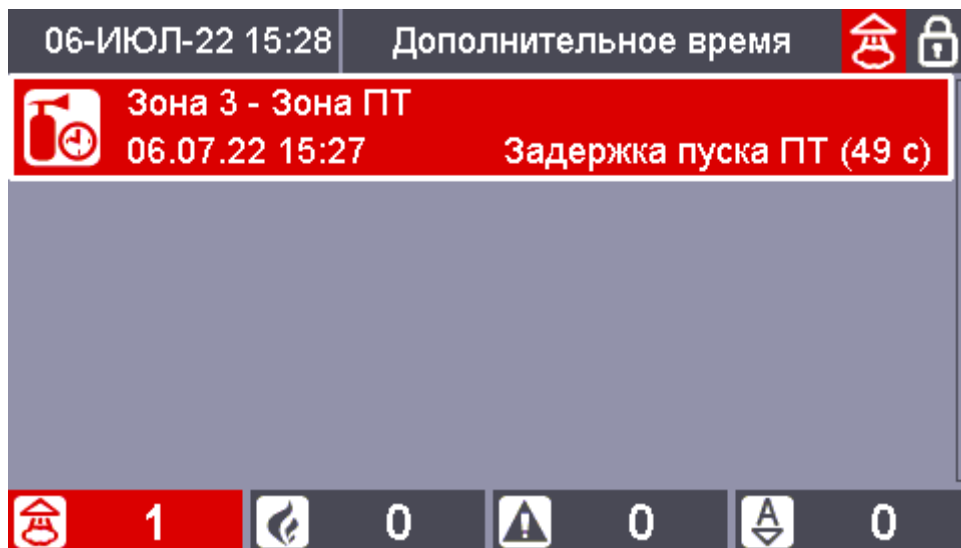 06-ИЮЛ-22 15:28 Дополнительное время
Зона 3 - Зона ПТ
06.07.22 15:27 Задержка пуска ПТ (49 с)
1 0 0 A 0